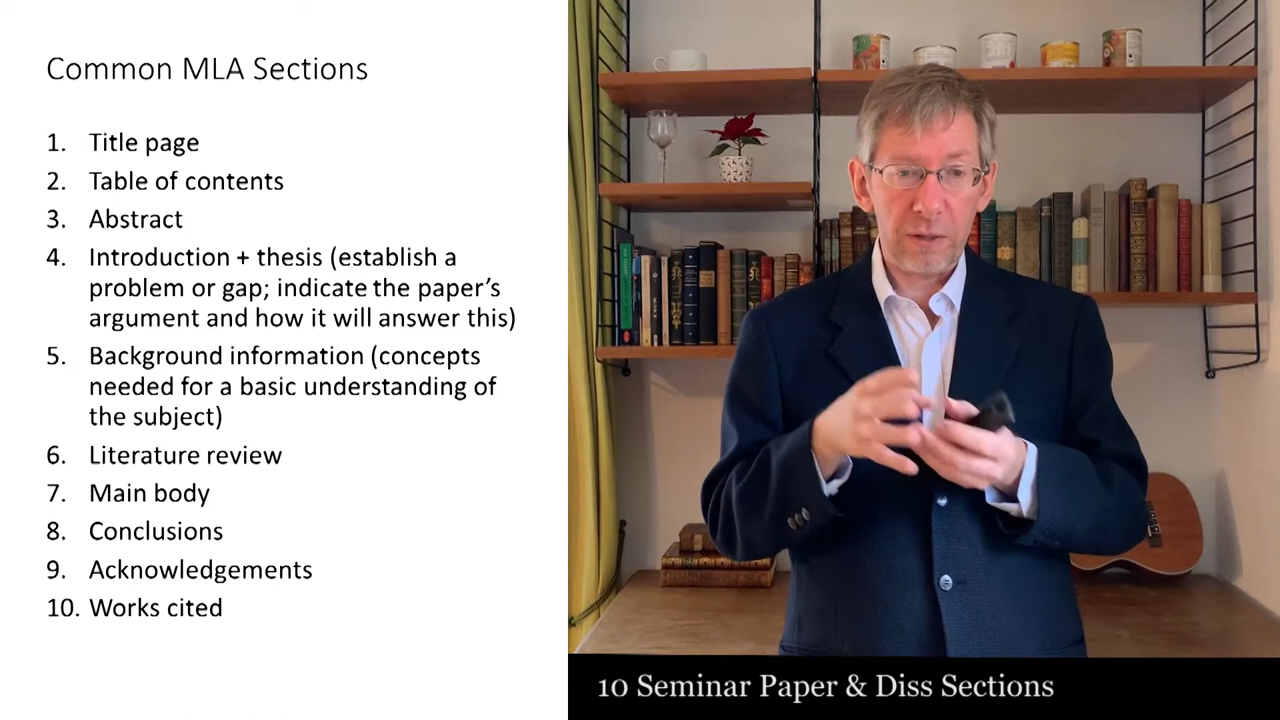 Common MLA Sections
1. Title page
2. Table of contents
3. Abstract
4. Introduction + thesis (establish a
problem or gap; indicate the paper’s
argument and how it will answer this)
5. Background information (concepts
needed for a basic understanding of
the subject)
6. Literature review
7. Main body
8. Conclusions
9. Acknowledgements
10. Works cited
10 Seminar Paper & Diss Sections